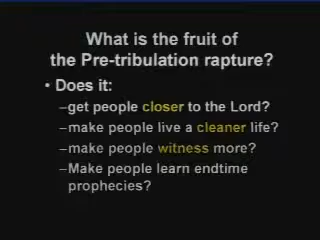 What is the fruit of
the Pre-tribulation rapture?
• Does it:
–get people closer to the Lord?
–make people live a cleaner life?
–make people witness more?
–Make people learn endtime
prophecies?